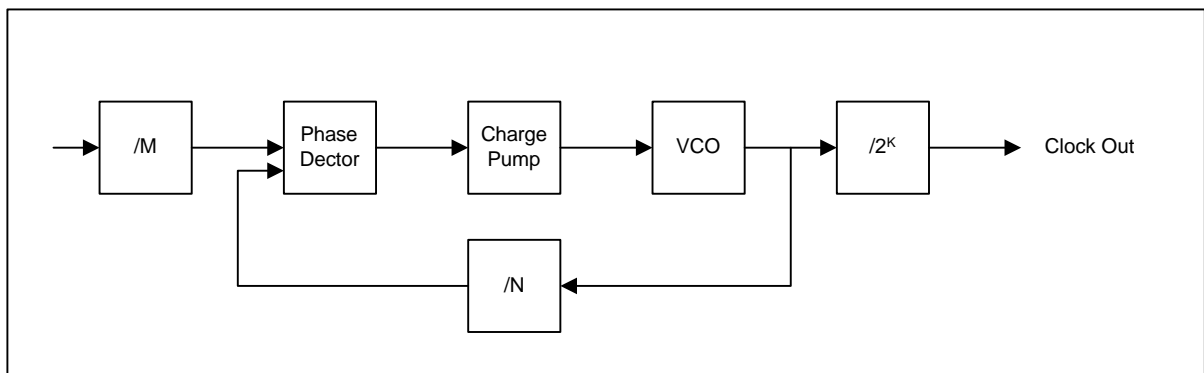 /M
Phase
Dector
Charge
Pump
VCO
/2ᴷ
Clock Out
/N